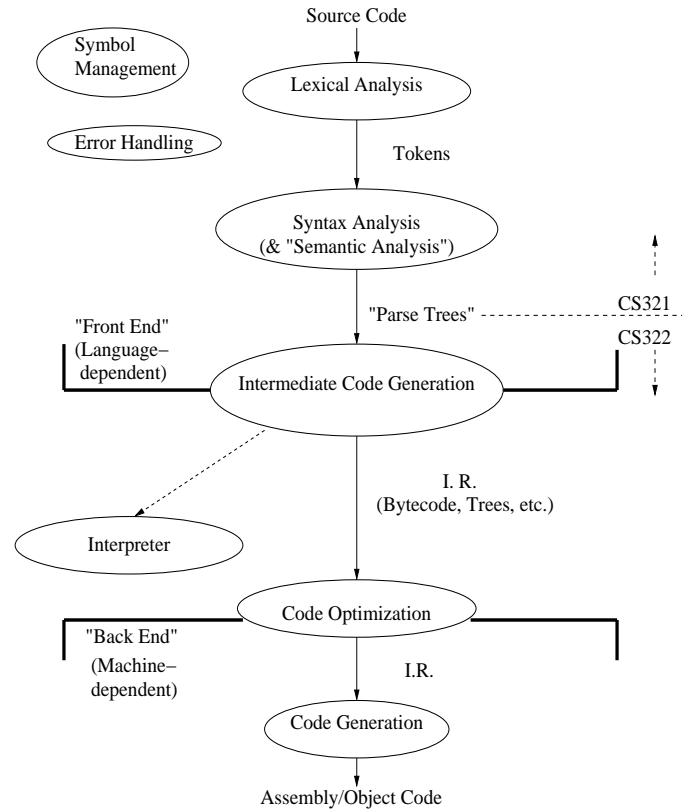 Source Code
Symbol
Management
Lexical Analysis
Error Handling
Tokens
Syntax Analysis
(& "Semantic Analysis")
"Parse Trees"
CS321
CS322
"Front End"
(Language−
dependent)
Intermediate Code Generation
I. R.
(Bytecode, Trees, etc.)
Interpreter
Code Optimization
"Back End"
(Machine−
dependent)
I.R.
Code Generation
Assembly/Object Code